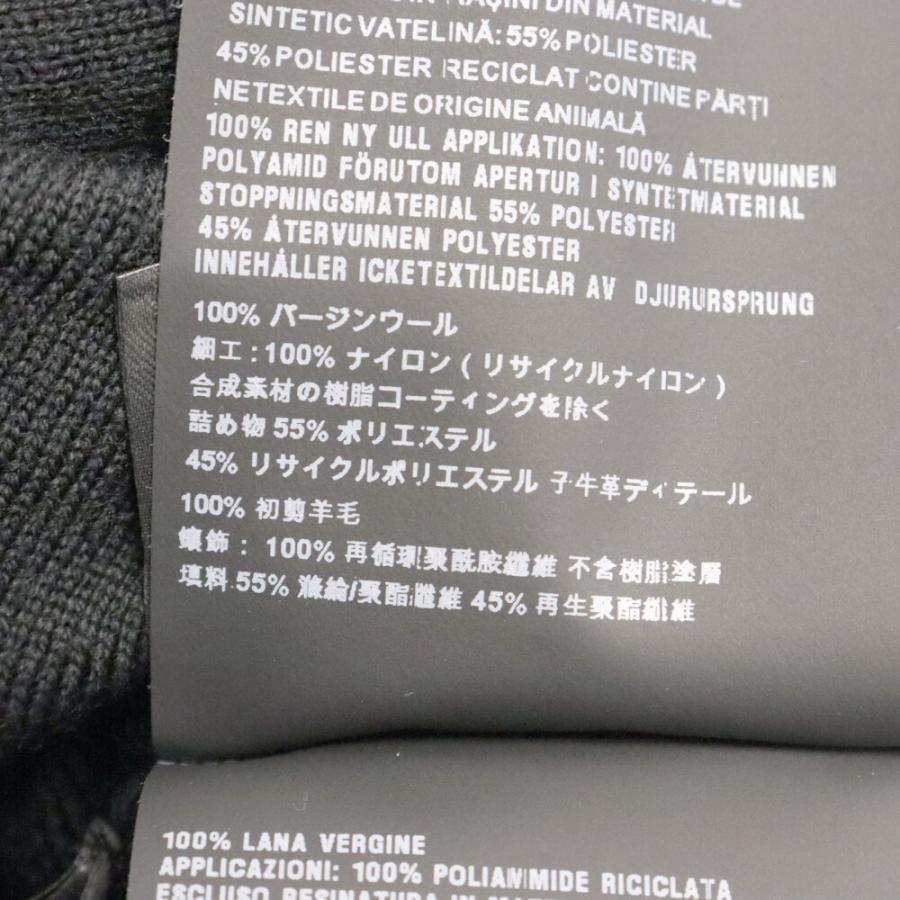 DIN MATERIAL
SINTETIC VATELINĂ: 55% POLIESTER
45% POLIESTER RECICLAT CONȚINE PĂRȚI
NETEXTILE DE ORIGINE ANIMALĂ
100% REN NY ULL APPLIKATION: 100% ÅTERVUNNEN
POLYAMID FÖRUTOM APERTUR I SYNTETMATERIAL
STOPPNINGSMATERIAL 55% POLYESTER
45% ÅTERVUNNEN POLYESTER
INNEHÅLLER ICKETEXTILDELAR AV DJURURSPRUNG
100% バージンウール
細工:100% ナイロン(リサイクルナイロン)
合成素材の樹脂コーティングを除く
詰め物 55% ポリエステル
45% リサイクルポリエステル 子牛革ディテール
100% 初剪羊毛
鑲飾: 100% 再循環聚酰胺纖維 不含樹脂塗層
填料 55% 滌綸/聚酯纖維 45% 再生聚酯纖維
100% LANA VERGINE
APPLICAZIONI: 100% POLIAMMIDE RICICLATA
ESCLUSO RESINATURA IN